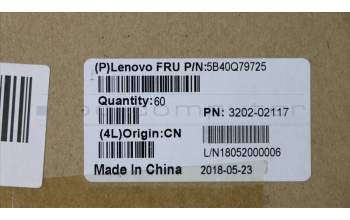 (P)Lenovo FRU P/N:5B40Q79725
Quantity:60
PN: 3202-02117
(4L)Origin:CN
L/N18052000006
Made In China
2018-05-23